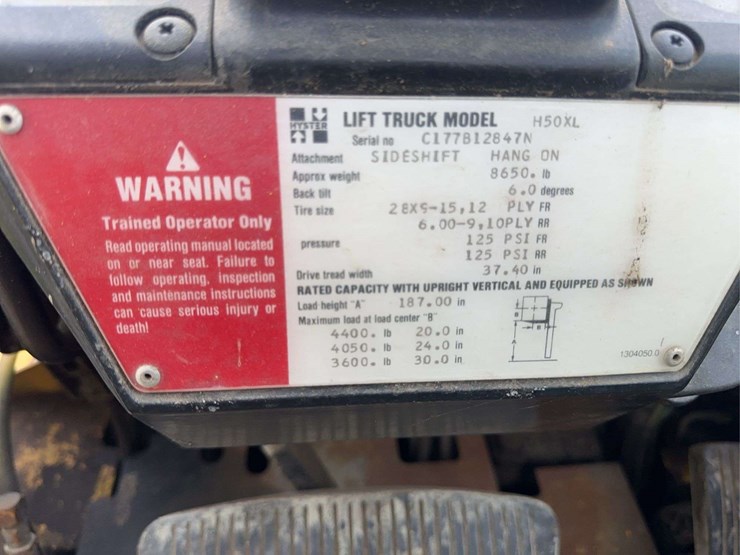 WARNING
Trained Operator Only
Read operating manual located
on or near seat. Failure to
follow operating, inspection
and maintenance instructions
can cause serious injury or
death!
HYSTER
LIFT TRUCK MODEL H50XL
Serial no C177B12847N
Attachment SIDESHIFT HANG ON
Approx weight 8650. lb
Back tilt 6.0 degrees
Tire size 28X9-15,12 PLY FR
6.00-9,10PLY RR
pressure 125 PSI FR
125 PSI RR
Drive tread width 37.40 in
RATED CAPACITY WITH UPRIGHT VERTICAL AND EQUIPPED AS SHOWN
Load height "A" 187.00 in
Maximum load at load center "B"
4400. lb 20.0 in
4050. lb 24.0 in
3600. lb 30.0 in
B
B
A
1304050.0